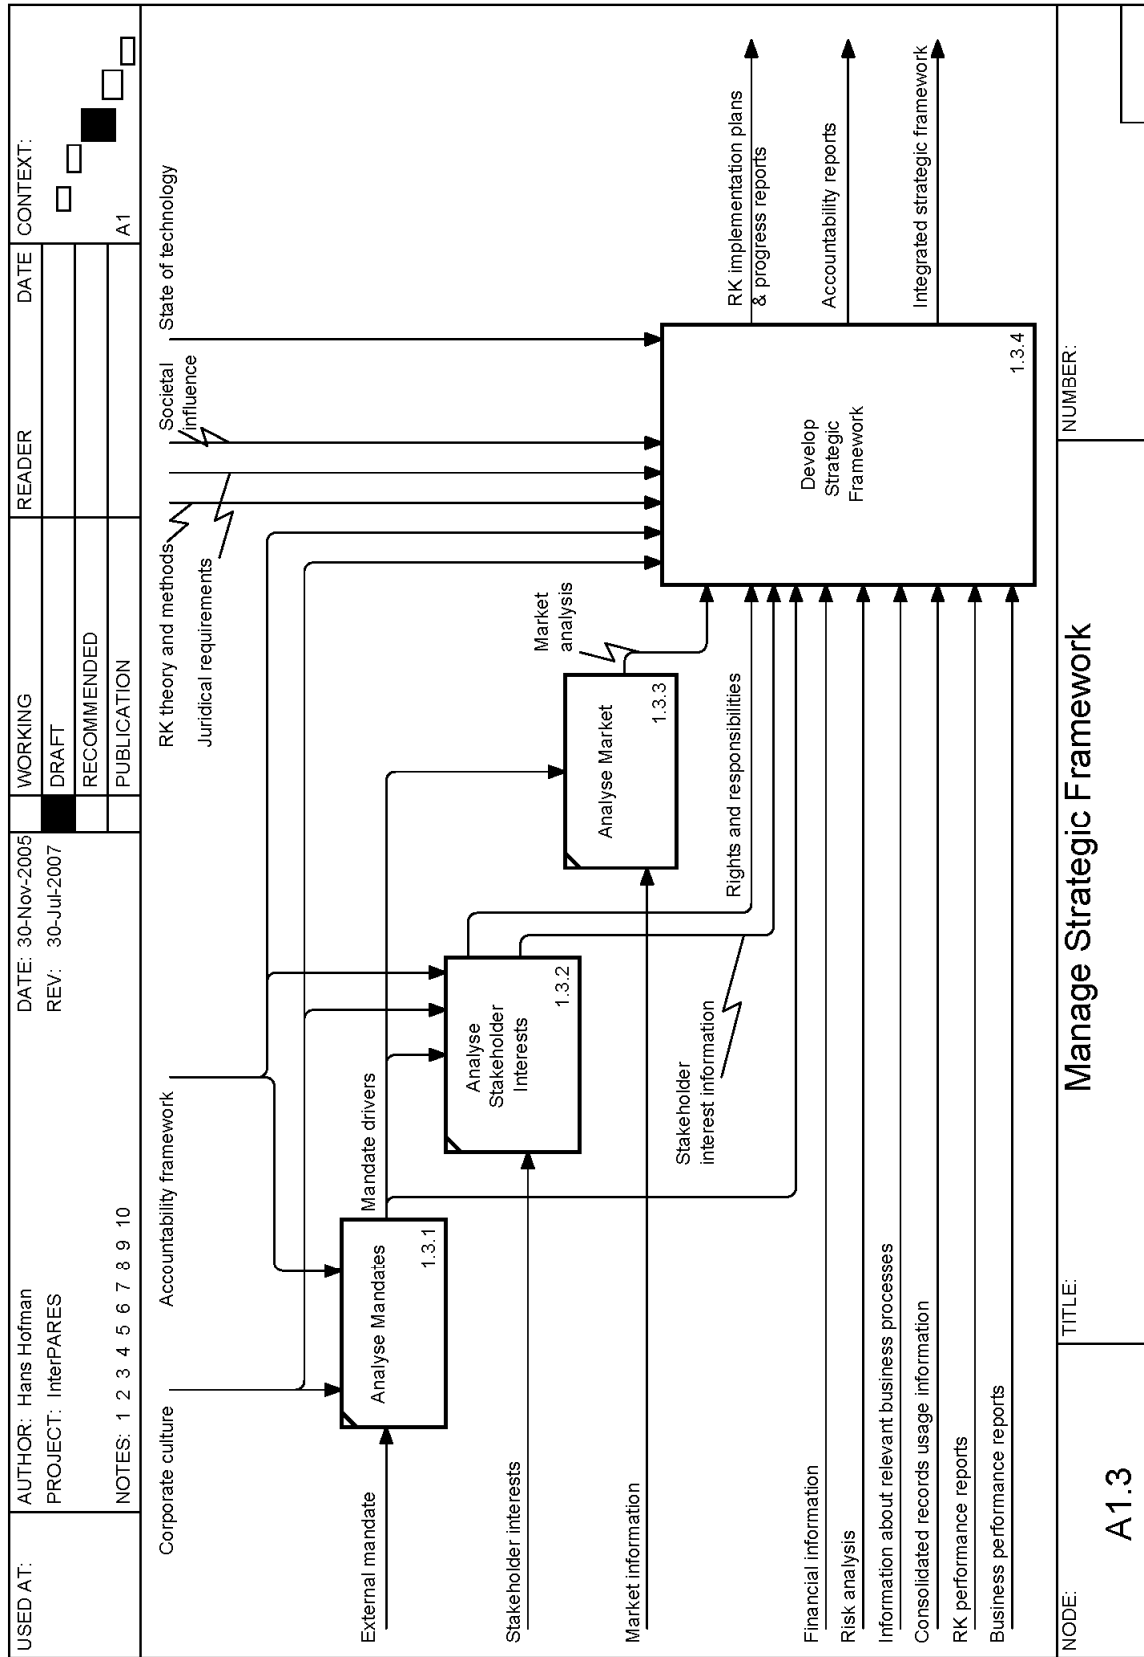 USED AT:
AUTHOR: Hans Hofman
PROJECT: InterPARES
NOTES: 1 2 3 4 5 6 7 8 9 10
DATE: 30-Nov-2005
REV: 30-Jul-2007
WORKING
DRAFT
RECOMMENDED
PUBLICATION
READER
DATE
CONTEXT:
A1
Corporate culture
Accountability framework
RK theory and methods
Juridical requirements
Societal
influence
State of technology
External mandate
Analyse Mandates
1.3.1
Mandate drivers
Stakeholder interests
Analyse
Stakeholder
Interests
1.3.2
Market information
Analyse Market
1.3.3
Market
analysis
Rights and responsibilities
Stakeholder
interest information
Develop
Strategic
Framework
1.3.4
RK implementation plans
& progress reports
Accountability reports
Integrated strategic framework
Financial information
Risk analysis
Information about relevant business processes
Consolidated records usage information
RK performance reports
Business performance reports
NODE:
A1.3
TITLE:
Manage Strategic Framework
NUMBER: